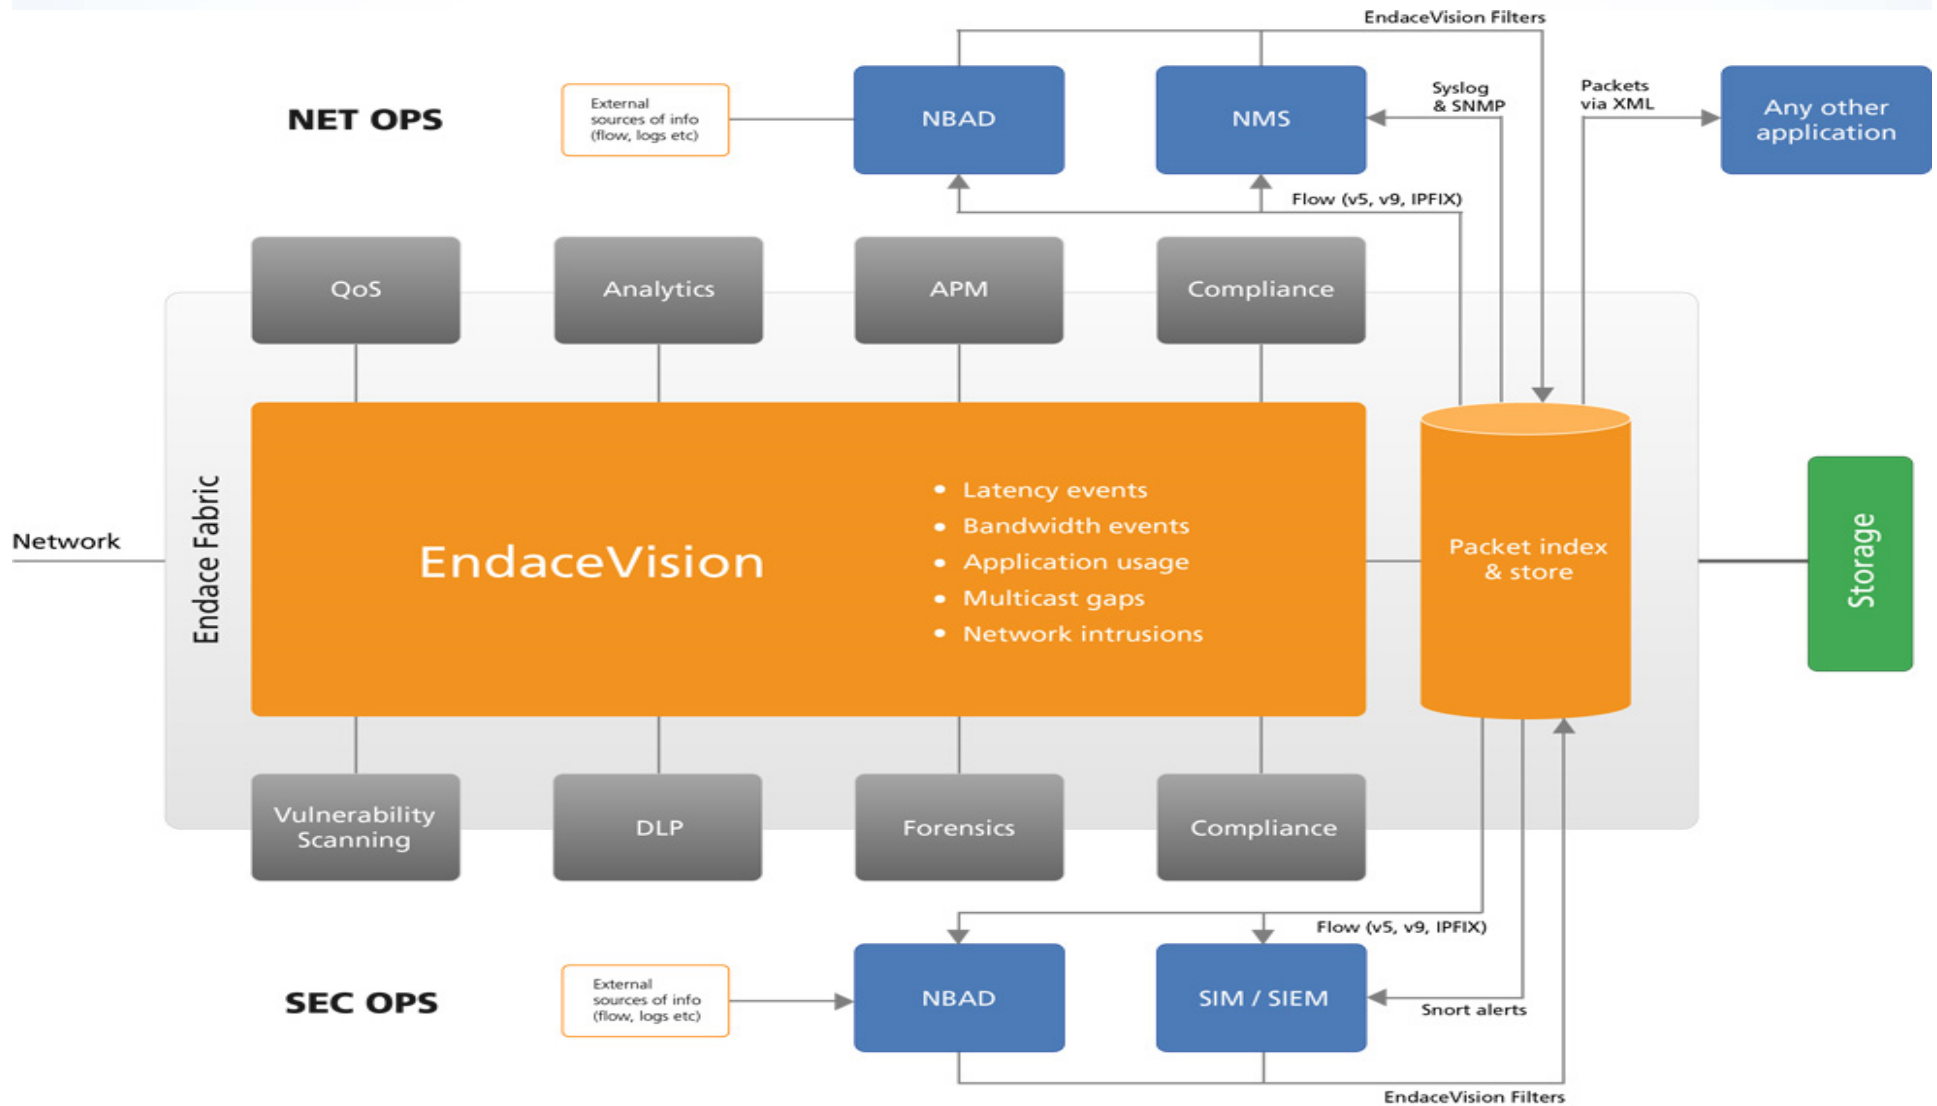 EndaceVision Filters
NET OPS
External
sources of info
(flow, logs etc)
NBAD
NMS
Syslog
& SNMP
Packets
via XML
Any other
application
Flow (v5, v9, IPFIX)
QoS
Analytics
APM
Compliance
Network
Endace Fabric
EndaceVision
• Latency events
• Bandwidth events
• Application usage
• Multicast gaps
• Network intrusions
Packet index
& store
Storage
Vulnerability
Scanning
DLP
Forensics
Compliance
Flow (v5, v9, IPFIX)
SEC OPS
External
sources of info
(flow, logs etc)
NBAD
SIM / SIEM
Snort alerts
EndaceVision Filters